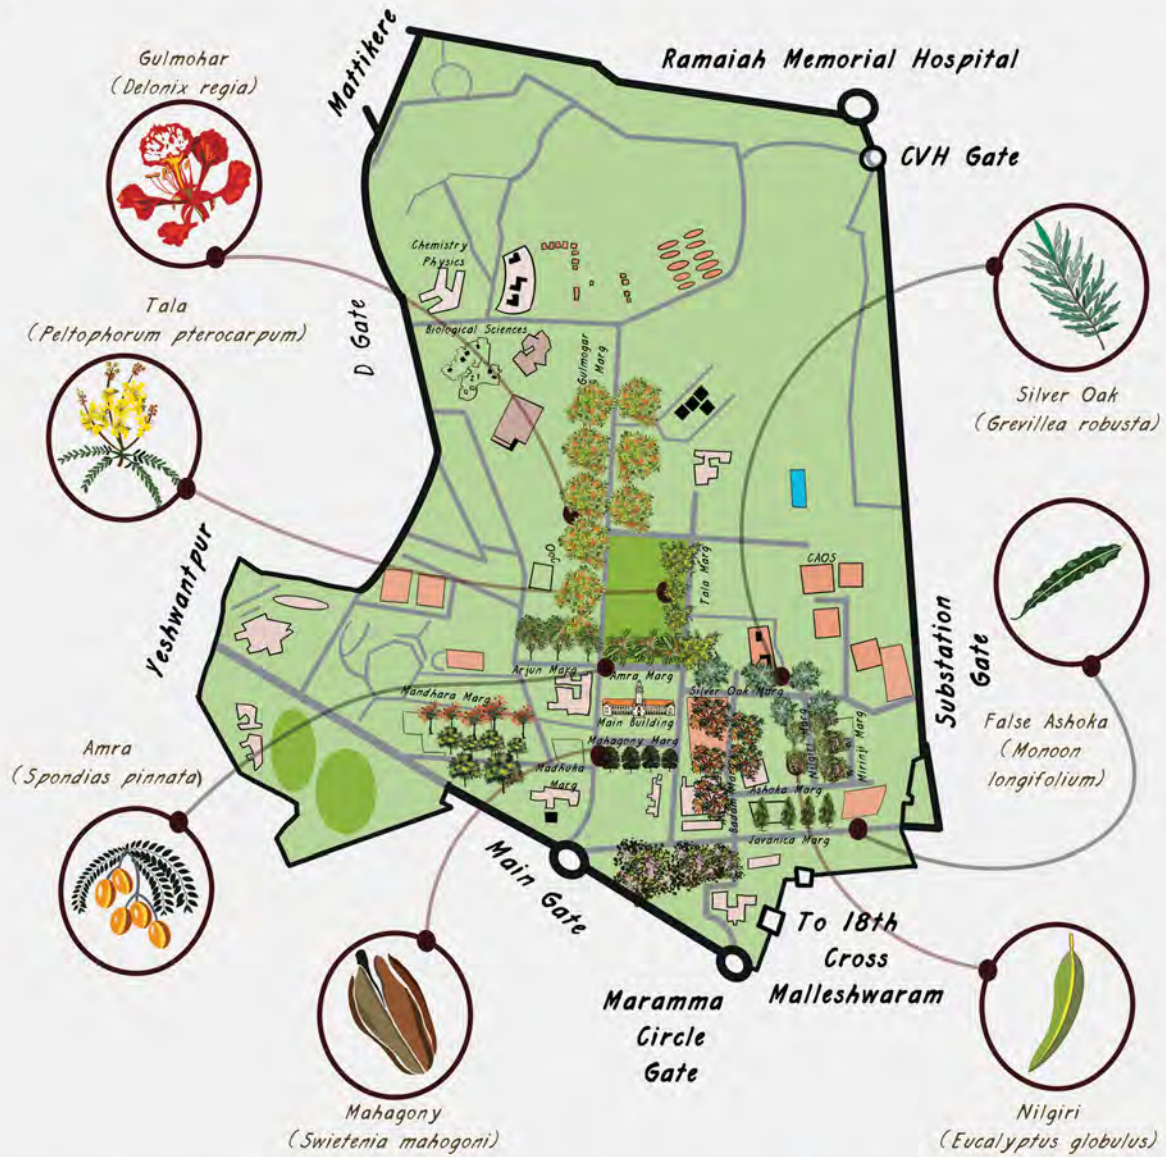 Mattikere
Ramaiah Memorial Hospital
CVH Gate
Gulmohar
(Delonix regia)
Tala
(Peltophorum pterocarpum)
D Gate
Chemistry
Physics
Biological Sciences
Gulmogar
Marg
Silver Oak
(Grevillea robusta)
CAOS
Tala Marg
Yeshwantpur
Substation
Gate
False Ashoka
(Monoon
longifolium)
Arjun Marg
Amra Marg
Mandhara Marg
Silver Oak Marg
Main Building
Mahagony Marg
Nilgiri Marg
Mirinji Marg
Madhuka
Marg
Badami Marg
Ashoka Marg
Javanica Marg
Amra
(Spondias pinnata)
Main Gate
To 18th
Cross
Malleshwaram
Maramma
Circle
Gate
Mahagony
(Swietenia mahogoni)
Nilgiri
(Eucalyptus globulus)